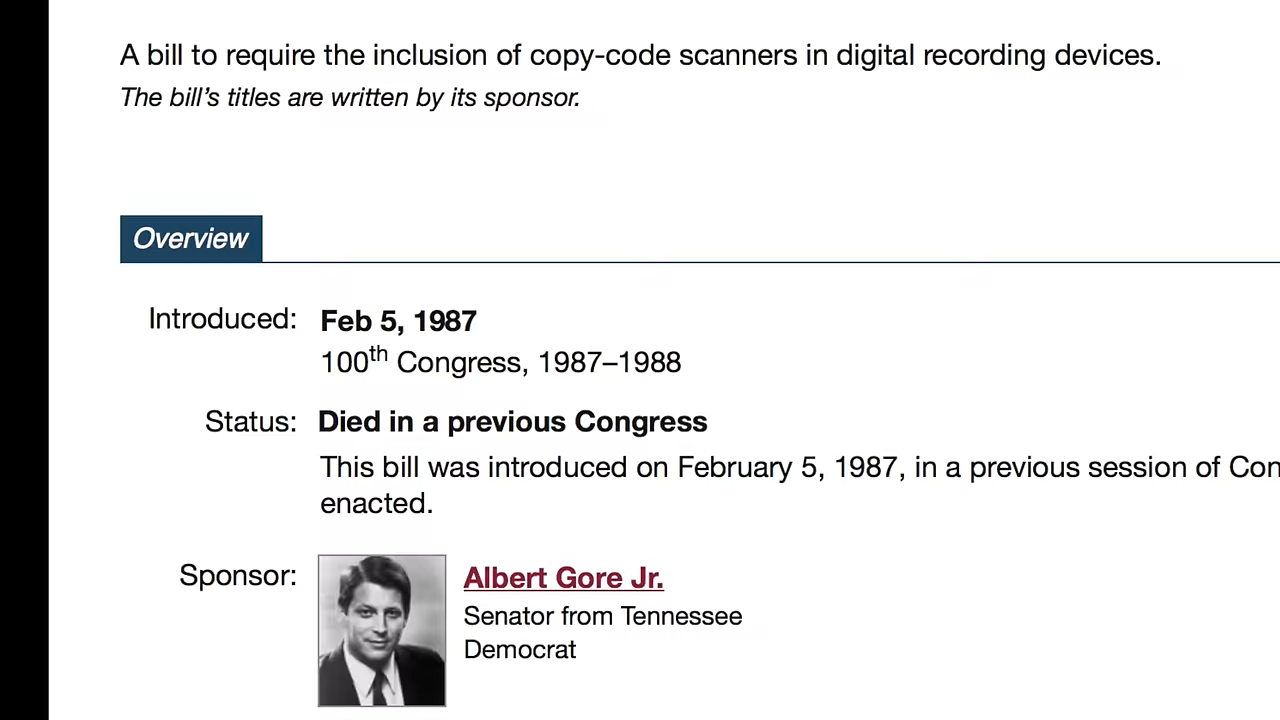 A bill to require the inclusion of copy-code scanners in digital recording devices.
The bill’s titles are written by its sponsor.
Overview
Introduced: Feb 5, 1987
100th Congress, 1987–1988
Status: Died in a previous Congress
This bill was introduced on February 5, 1987, in a previous session of Con
enacted.
Sponsor: Albert Gore Jr.
Senator from Tennessee
Democrat